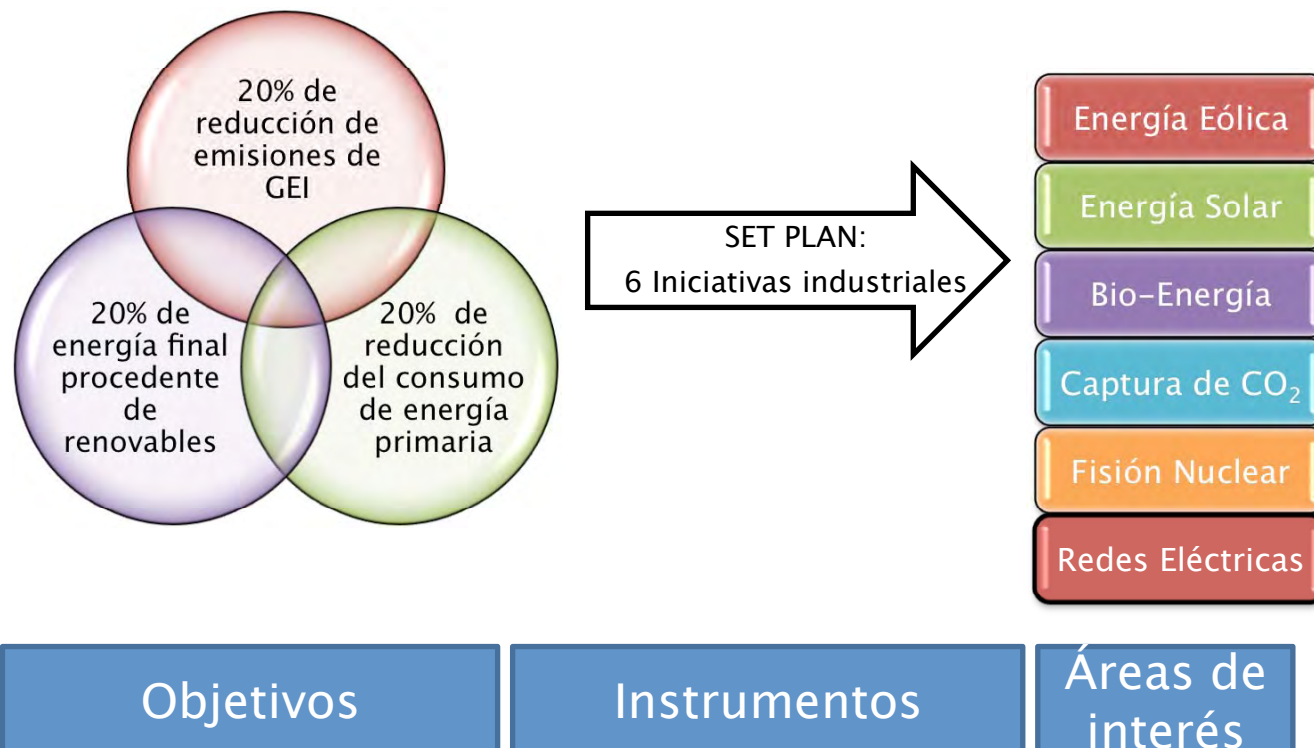 20% de
reducción de
emisiones de
GEI
20% de
energía final
procedente
de
renovables
20% de
reducción
del consumo
de energía
primaria
SET PLAN:
6 Iniciativas industriales
Energía Eólica
Energía Solar
Bio-Energía
Captura de CO₂
Fisión Nuclear
Redes Eléctricas
Objetivos
Instrumentos
Áreas de
interés